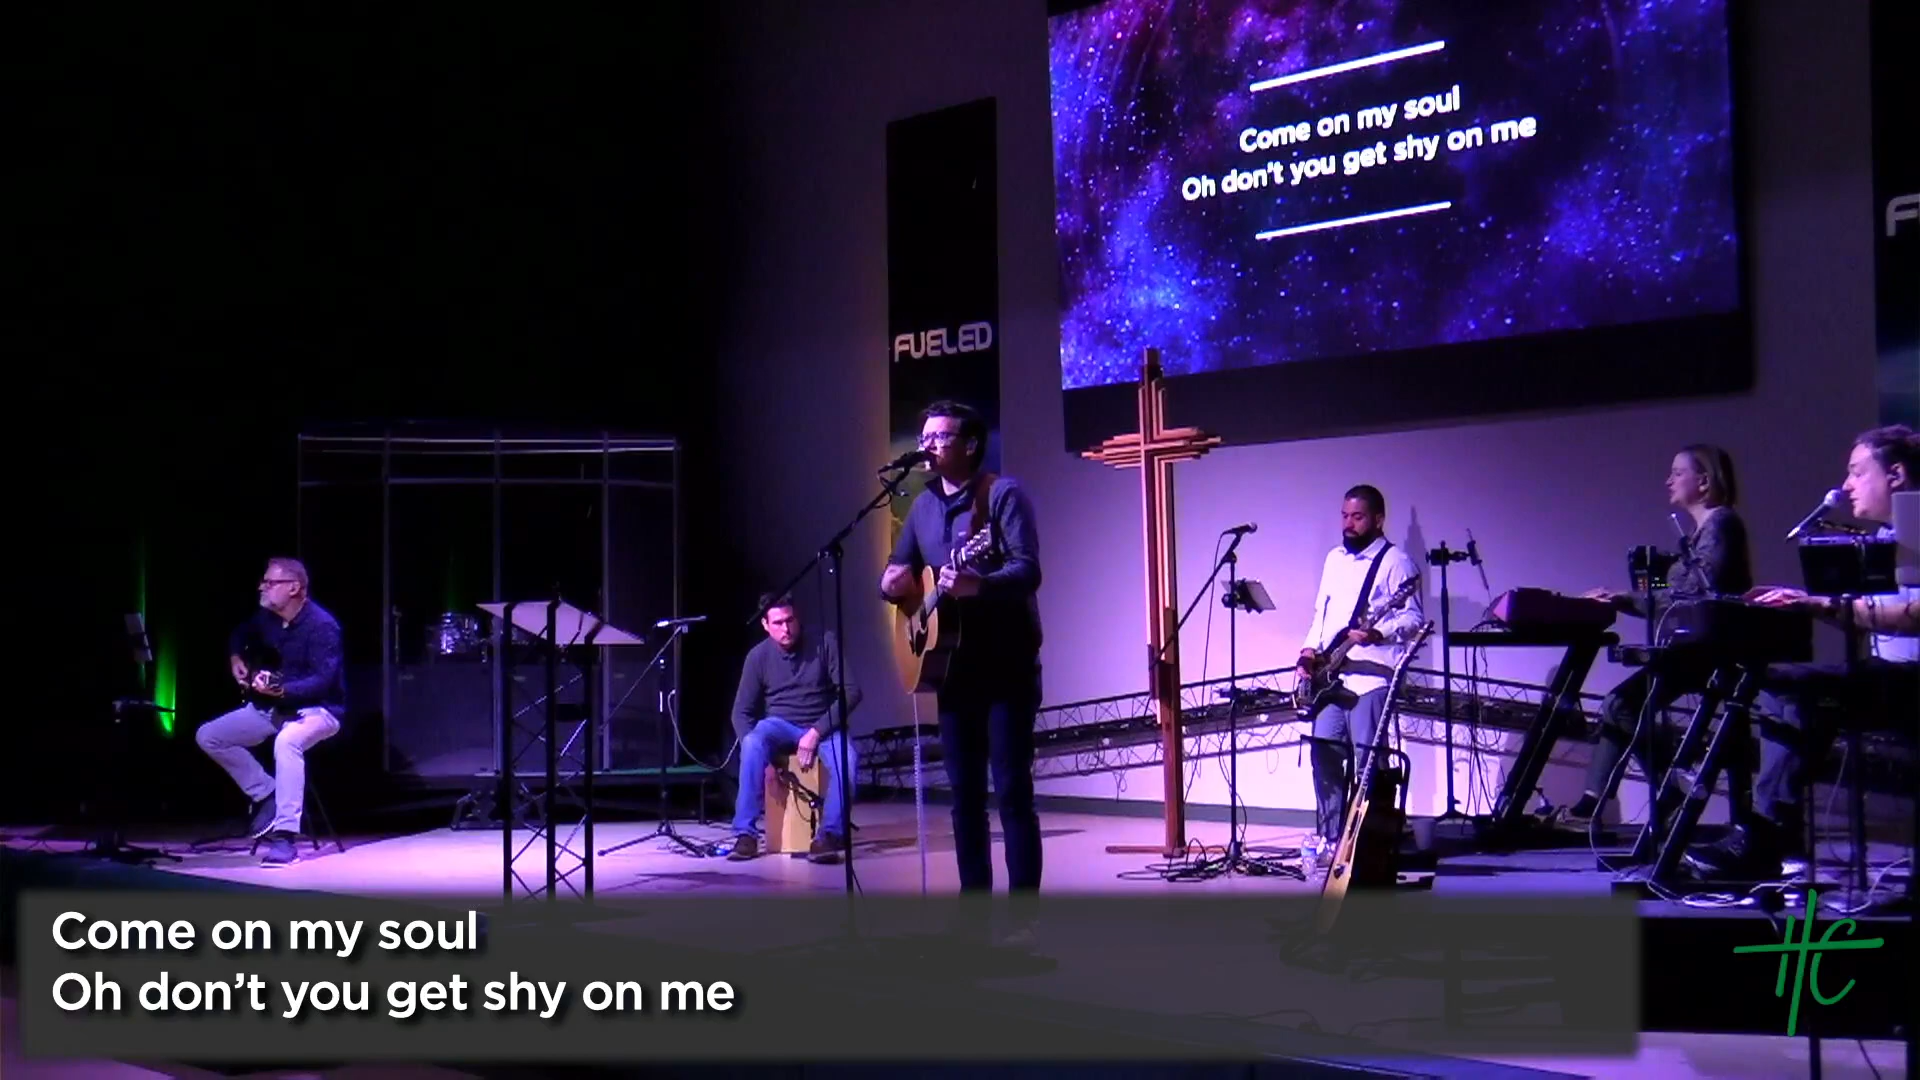 Come on my soul
Oh don't you get shy on me
FUELED
F
Come on my soul
Oh don’t you get shy on me
HC